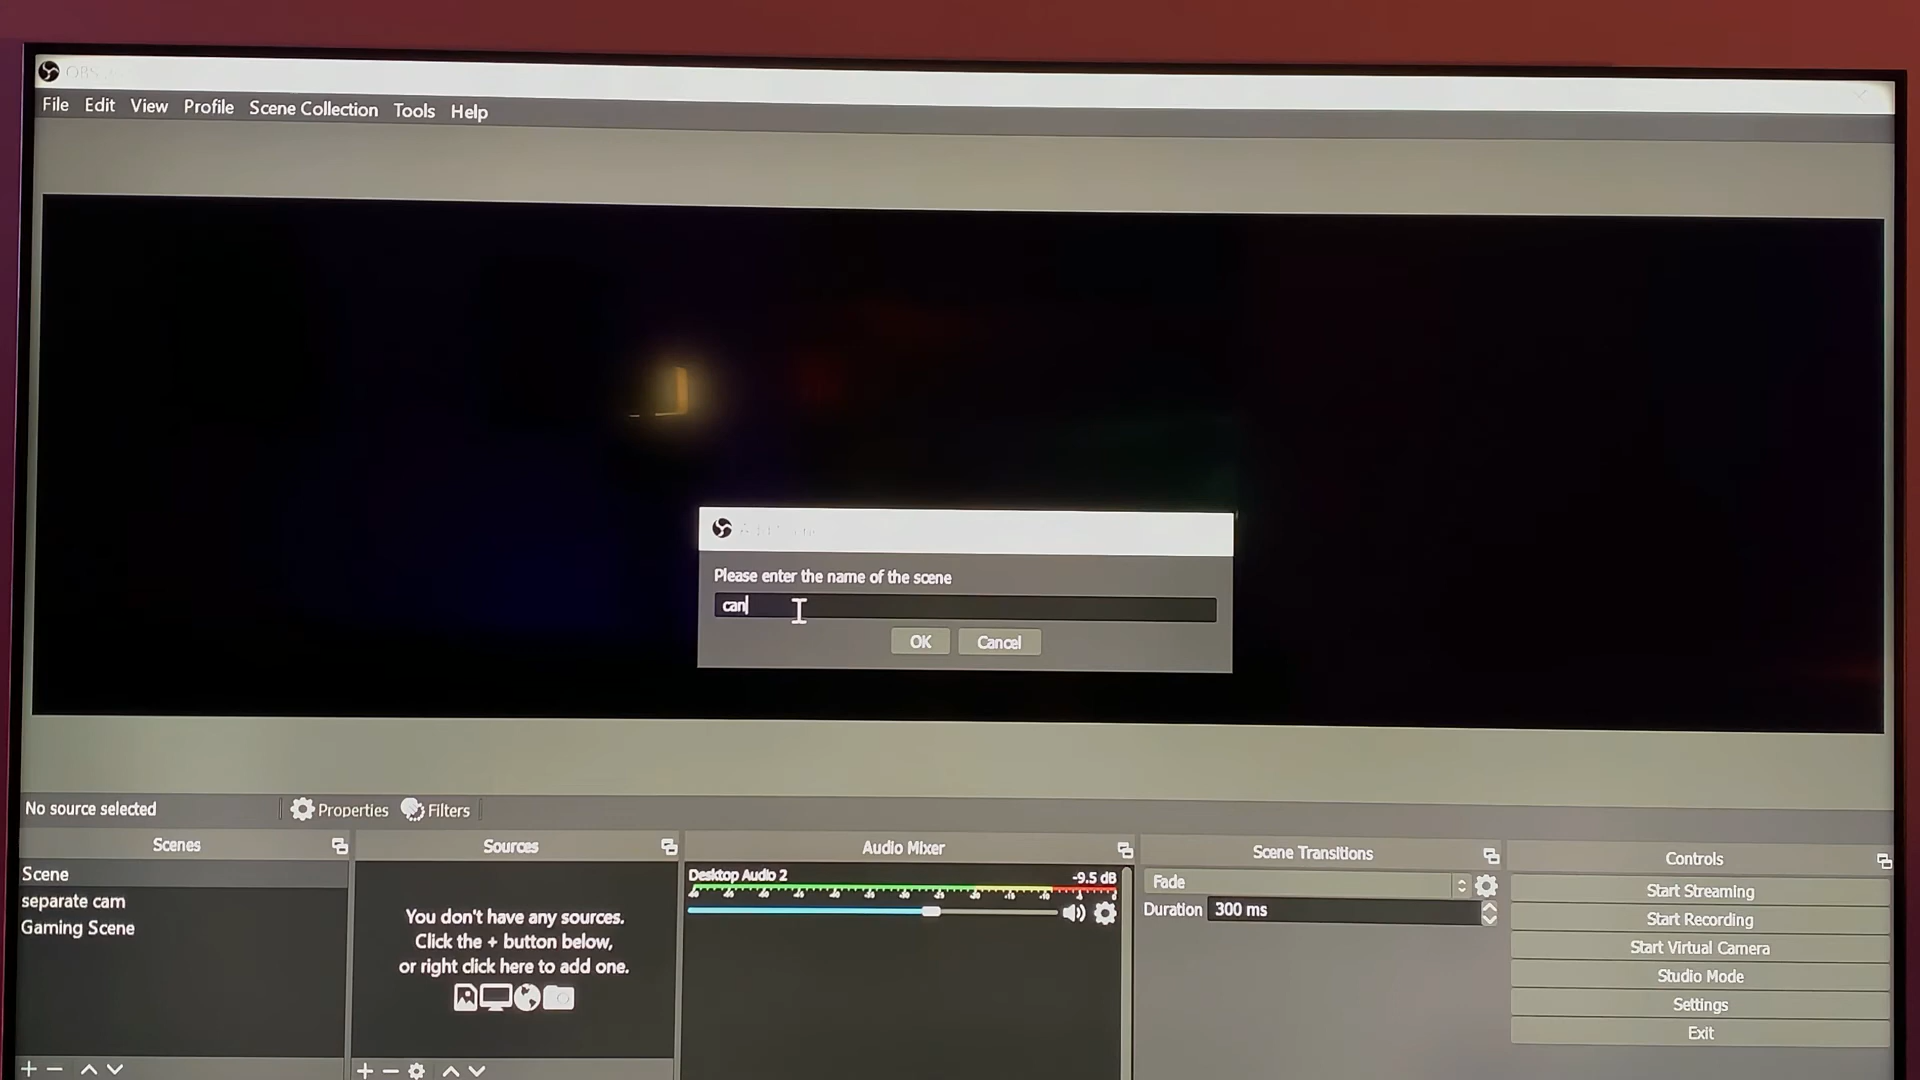 OBS
File Edit View Profile Scene Collection Tools Help
Please enter the name of the scene
can
OK Cancel
No source selected Properties Filters
Scenes
Scene
separate cam
Gaming Scene
Sources
You don't have any sources.
Click the + button below,
or right click here to add one.
Audio Mixer
Desktop Audio 2 -9.5 dB
Scene Transitions
Fade
Duration 300 ms
Controls
Start Streaming
Start Recording
Start Virtual Camera
Studio Mode
Settings
Exit